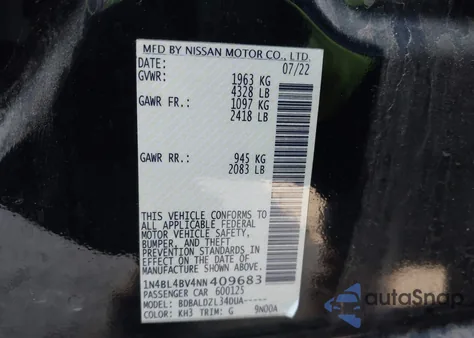 MFD BY NISSAN MOTOR CO., LTD.
DATE: 07/22
GVWR: 1963 KG
4328 LB
GAWR FR.: 1097 KG
2418 LB
GAWR RR.: 945 KG
2083 LB
THIS VEHICLE CONFORMS TO
ALL APPLICABLE FEDERAL
MOTOR VEHICLE SAFETY,
BUMPER, AND THEFT
PREVENTION STANDARDS
IN EFFECT ON THE DATE OF
MANUFACTURE SHOWN ABOVE.
1N4BL4BV4NN409683
PASSENGER CAR 600125
MODEL: BDBALDZL34DUA-----
COLOR: KH3 TRIM: G 9N00A
autoSnap